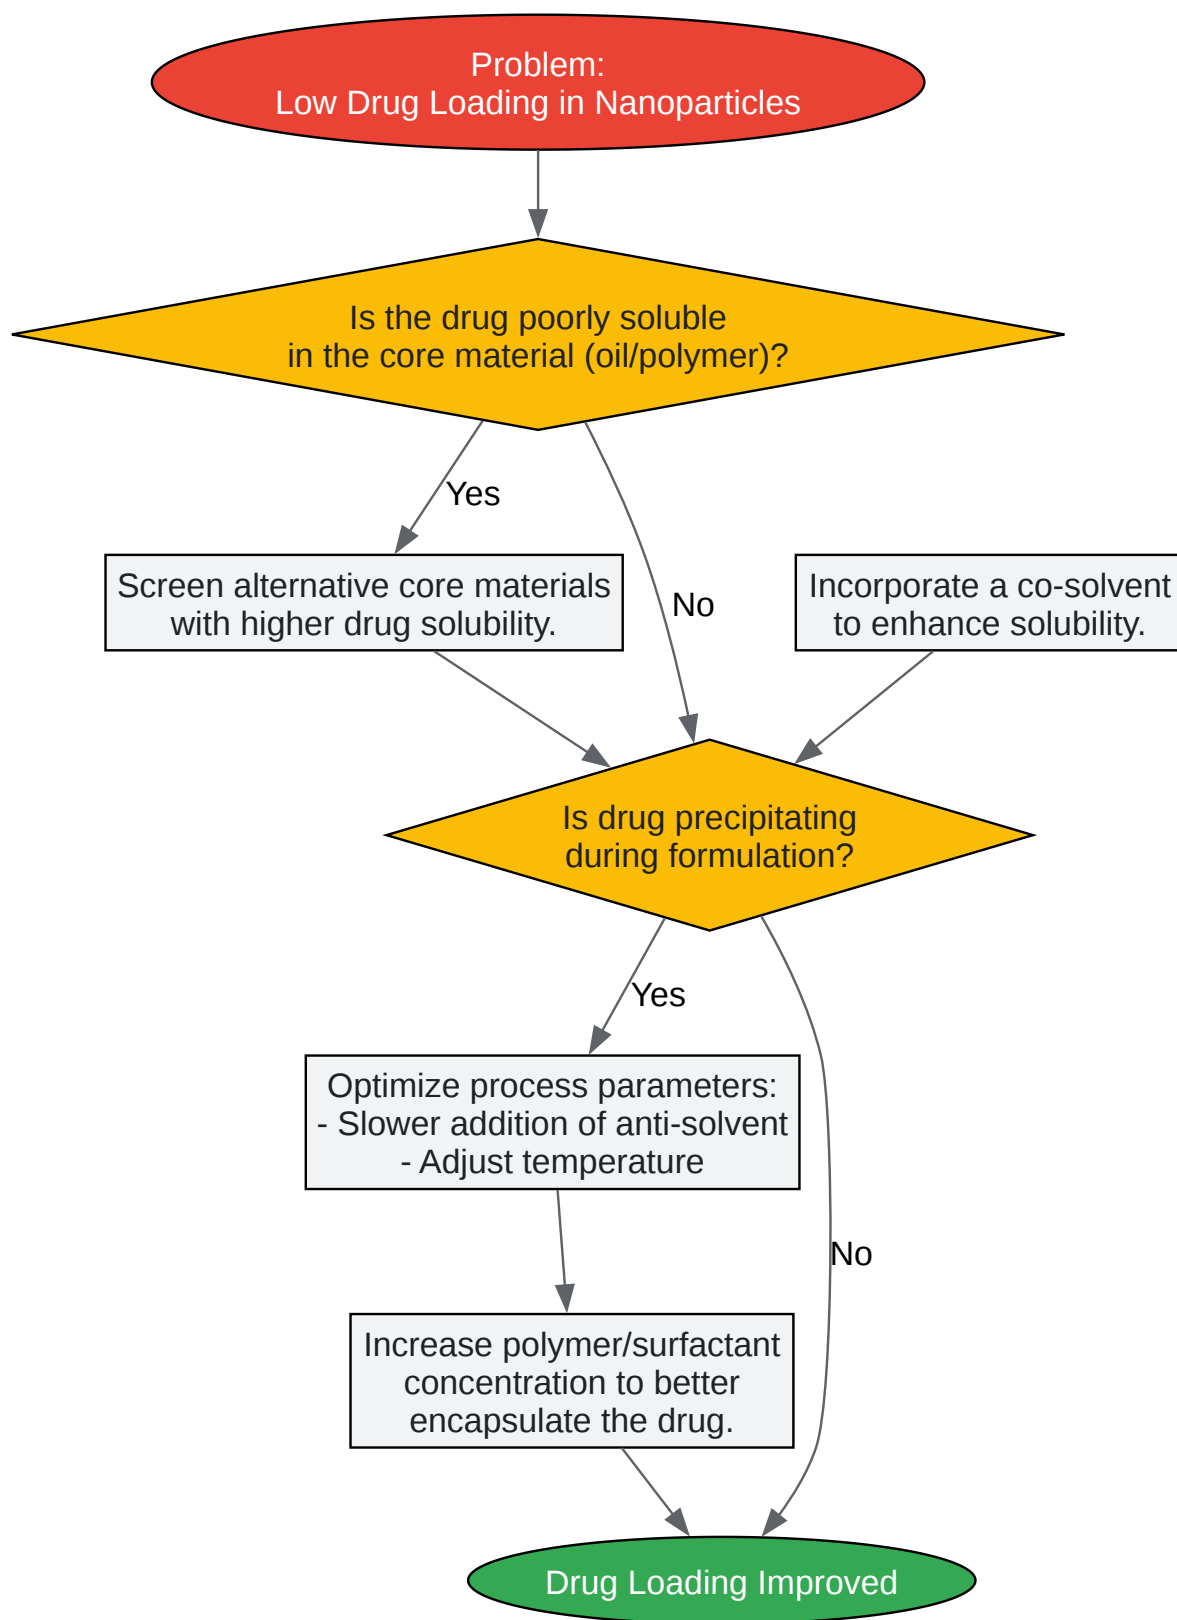 Problem:
Low Drug Loading in Nanoparticles
Is the drug poorly soluble
in the core material (oil/polymer)?
Yes
No
Screen alternative core materials
with higher drug solubility.
Incorporate a co-solvent
to enhance solubility.
Is drug precipitating
during formulation?
Yes
No
Optimize process parameters:
- Slower addition of anti-solvent
- Adjust temperature
Increase polymer/surfactant
concentration to better
encapsulate the drug.
Drug Loading Improved